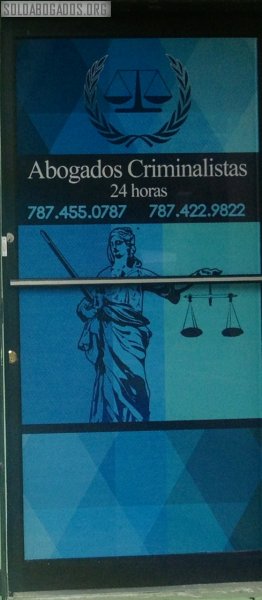 SOLOABOGADOS.ORG
Abogados Criminalistas
24 horas
787.455.0787 787.422.9822